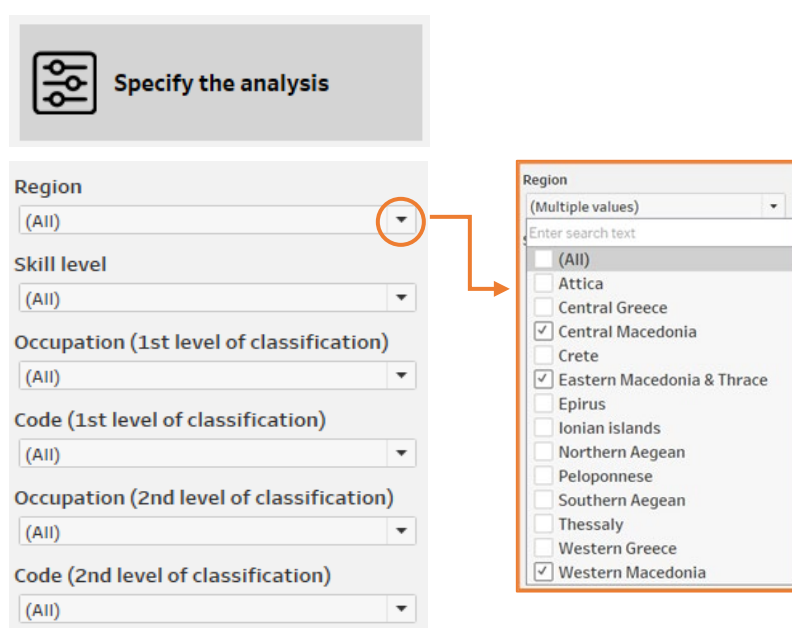 Specify the analysis
Region
(All)
Skill level
(All)
Occupation (1st level of classification)
(All)
Code (1st level of classification)
(All)
Occupation (2nd level of classification)
(All)
Code (2nd level of classification)
(All)
Region
(Multiple values)
Enter search text
(All)
Attica
Central Greece
Central Macedonia
Crete
Eastern Macedonia & Thrace
Epirus
Ionian islands
Northern Aegean
Peloponnese
Southern Aegean
Thessaly
Western Greece
Western Macedonia